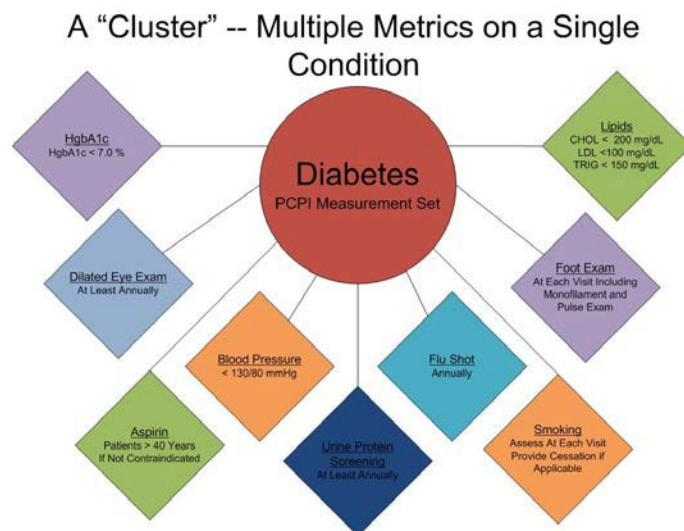 A “Cluster” -- Multiple Metrics on a Single
Condition
HgbA1c
HgbA1c < 7.0 %
Lipids
CHOL < 200 mg/dL
LDL <100 mg/dL
TRIG < 150 mg/dL
Diabetes
PCPI Measurement Set
Dilated Eye Exam
At Least Annually
Foot Exam
At Each Visit Including
Monofilament and
Pulse Exam
Blood Pressure
< 130/80 mmHg
Flu Shot
Annually
Aspirin
Patients > 40 Years
If Not Contraindicated
Urine Protein
Screening
At Least Annually
Smoking
Assess At Each Visit
Provide Cessation if
Applicable